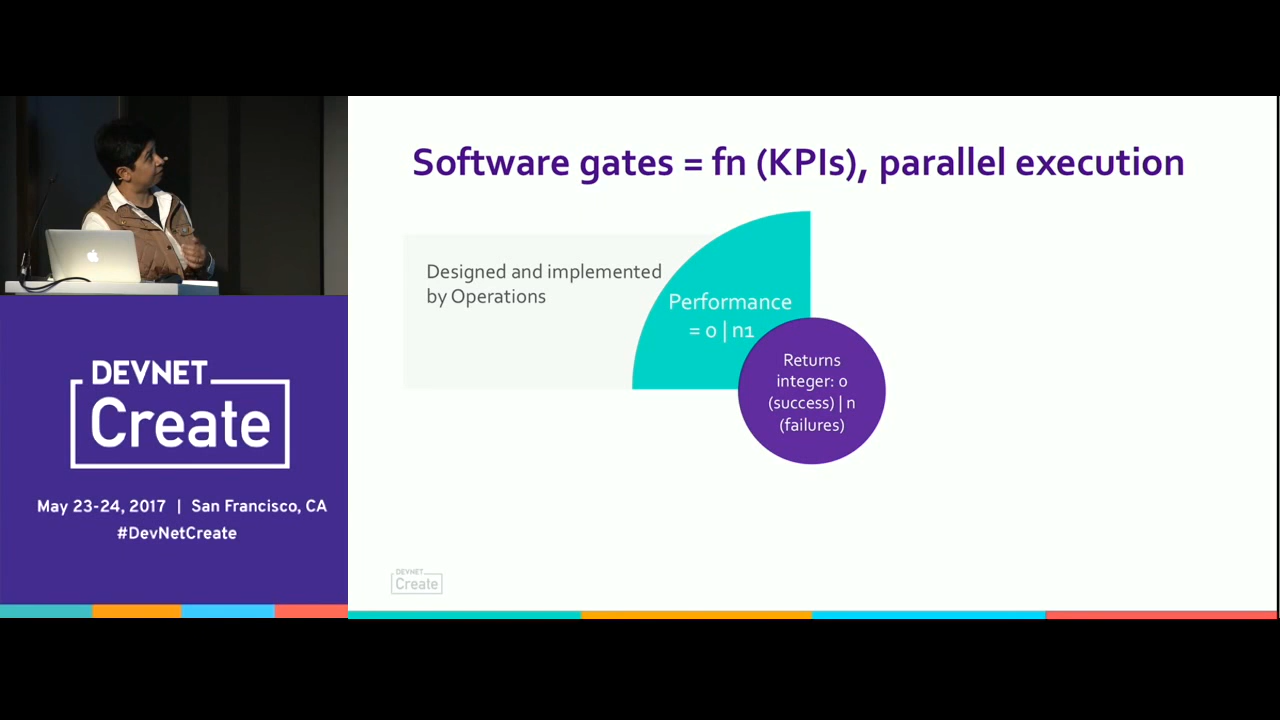 Software gates = fn (KPIs), parallel execution
Designed and implemented
by Operations
Performance
= 0 | n1
Returns
integer: 0
(success) | n
(failures)
DEVNET
Create
May 23-24, 2017 | San Francisco, CA
#DevNetCreate
DEVNET
Create